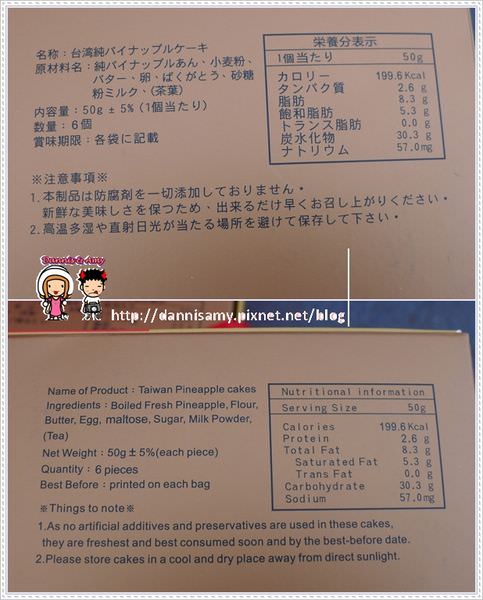 名称：台湾純パイナップルケーキ
原材料名：純パイナップルあん、小麦粉、
バター、卵、ばくがとう、砂糖
粉ミルク、(茶葉)
内容量：50g ± 5% (1個当たり)
数量：6個
賞味期限：各袋に記載
栄養分表示
1個当たり 50g
カロリー 199.6Kcal
タンパク質 2.6 g
脂肪 8.3 g
飽和脂肪 5.3 g
トランス脂肪 0.0 g
炭水化物 30.3 g
ナトリウム 57.0mg
※注意事項※
1.本制品は防腐剤を一切添加しておりません。
新鮮な美味しさを保つため、出来るだけ早くお召し上がりください。
2.高温多湿や直射日光が当たる場所を避けて保存して下さい。
Dannis & Amy
http://dannisamy.pixnet.net/blog
Name of Product：Taiwan Pineapple cakes
Ingredients：Boiled Fresh Pineapple, Flour,
Butter, Egg, maltose, Sugar, Milk Powder,
(Tea)
Net Weight：50g ± 5%(each piece)
Quantity：6 pieces
Best Before：printed on each bag
Nutritional information
Serving Size 50g
Calories 199.6Kcal
Protein 2.6 g
Total Fat 8.3 g
Saturated Fat 5.3 g
Trans Fat 0.0 g
Carbohydrate 30.3 g
Sodium 57.0mg
※Things to note※
1.As no artificial additives and preservatives are used in these cakes,
they are freshest and best consumed soon and by the best-before date.
2.Please store cakes in a cool and dry place away from direct sunlight.